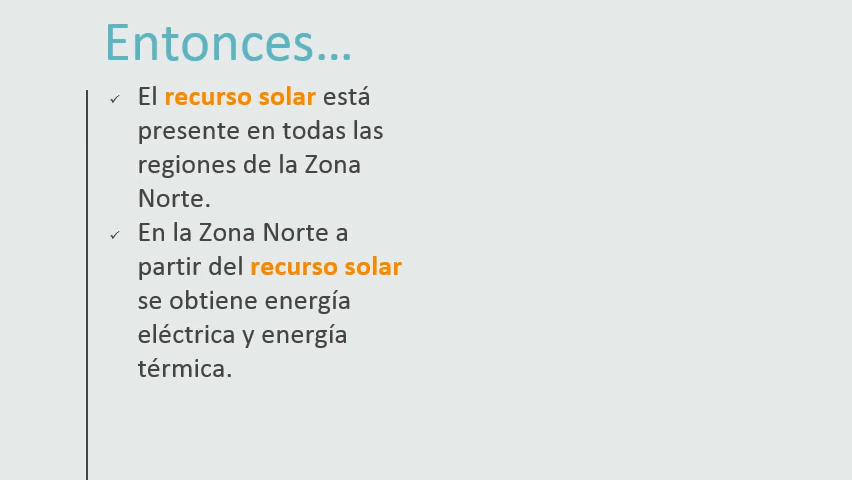 Entonces...
✓ El recurso solar está
presente en todas las
regiones de la Zona
Norte.
✓ En la Zona Norte a
partir del recurso solar
se obtiene energía
eléctrica y energía
térmica.